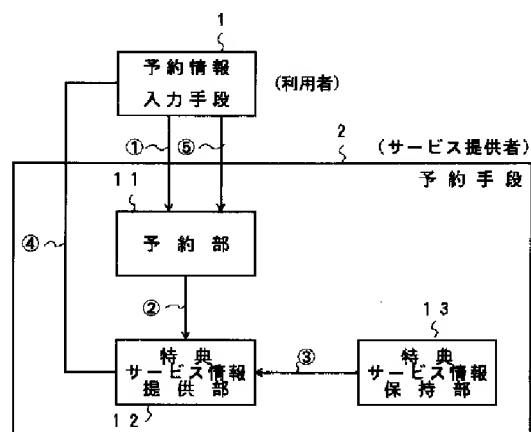 1
予約情報
入力手段
(利用者)
① ⑤
2
(サービス提供者)
予約手段
11
予約部
④
②
13
特典
サービス情報
提供部
③
特典
サービス情報
保持部
12